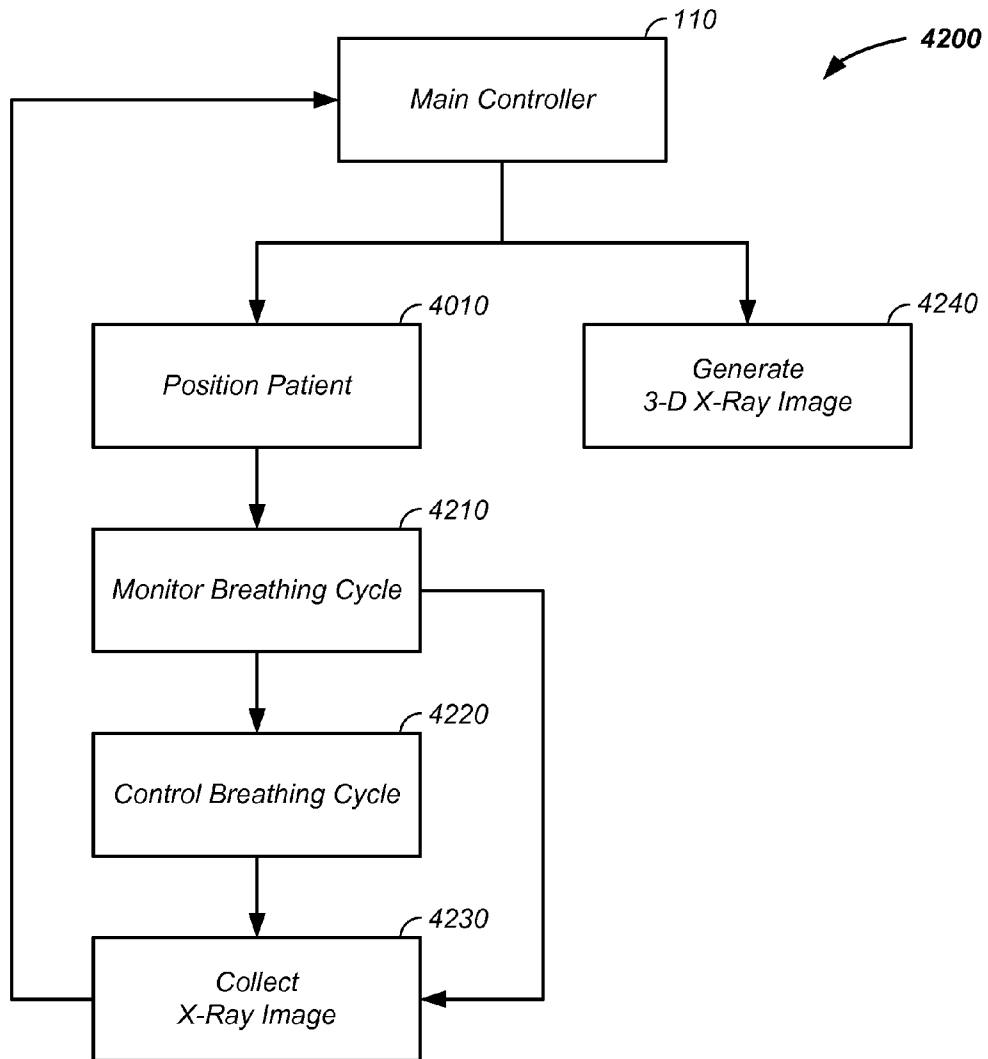 110
4200
Main Controller
4010
Position Patient
4240
Generate
3-D X-Ray Image
4210
Monitor Breathing Cycle
4220
Control Breathing Cycle
4230
Collect
X-Ray Image